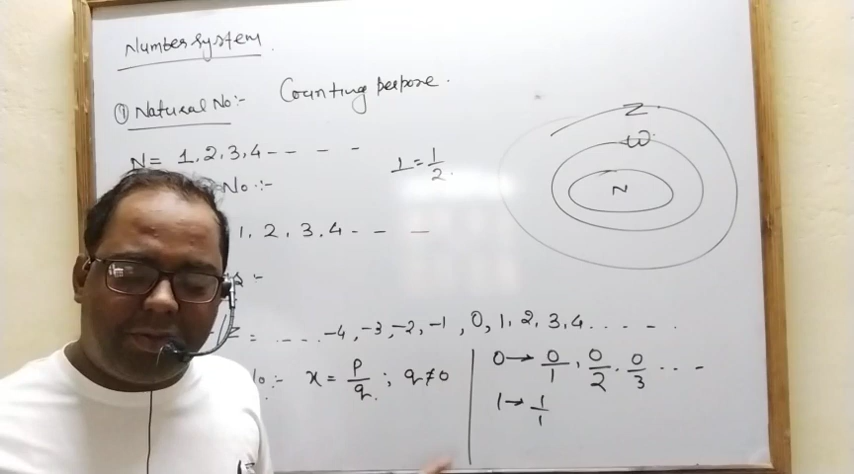 Number system
① Natural No:- Counting perpose.
N = 1, 2, 3, 4 - - - - -
1 = 1/2
No :-
1, 2, 3, 4 - - -
Z = . - - . -4, -3, -2, -1, 0, 1, 2, 3, 4 . . . - - .
No :- x = p/q ; q ≠ 0
0 → 0/1, 0/2, 0/3 - - -
1 → 1/1
Z
W
N